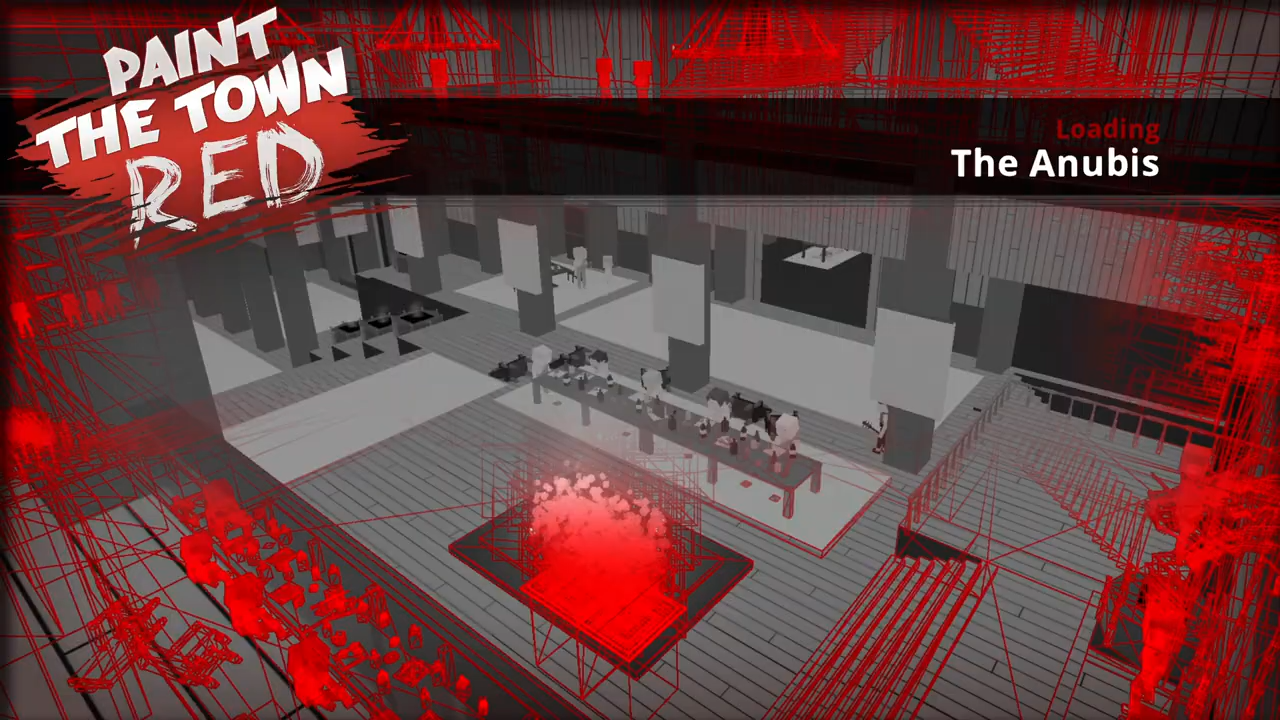 PAINT
THE TOWN
RED
Loading
The Anubis